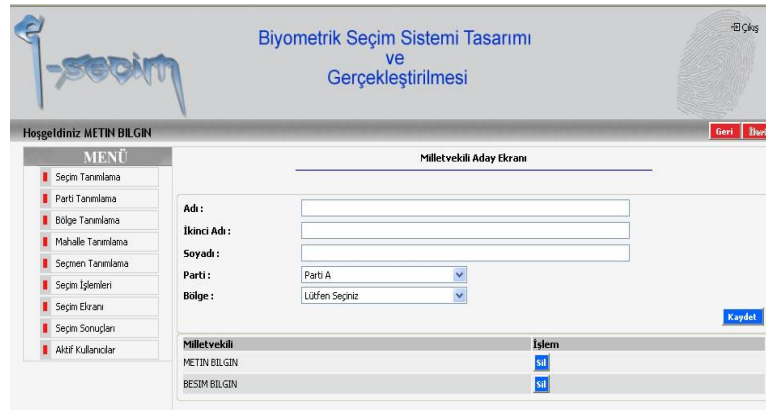 i-seçim
Biyometrik Seçim Sistemi Tasarımı
ve
Gerçekleştirilmesi
Çıkış
Hoşgeldiniz METIN BILGIN
Geri İleri
MENÜ
Seçim Tanımlama
Parti Tanımlama
Bölge Tanımlama
Mahalle Tanımlama
Seçmen Tanımlama
Seçim İşlemleri
Seçim Ekranı
Seçim Sonuçları
Aktif Kullanıcılar
Milletvekili Aday Ekranı
Adı :
İkinci Adı :
Soyadı :
Parti : Parti A
Bölge : Lütfen Seçiniz
Kaydet
Milletvekili İşlem
METIN BILGIN Sil
BESIM BILGIN Sil